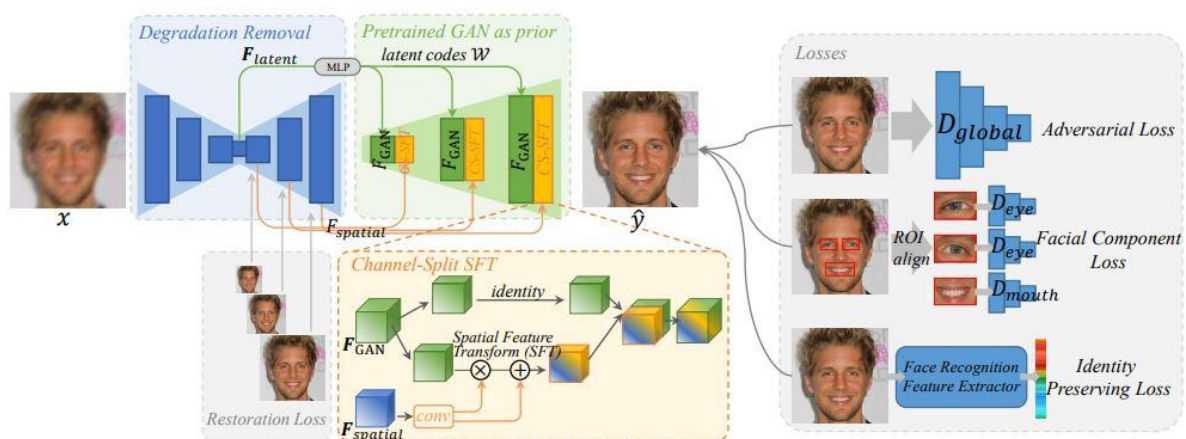 Degradation Removal
F_latent
MLP
x
F_spatial
Restoration Loss
Pretrained GAN as prior
latent codes 𝒲
F_GAN
CS-SFT
F_GAN
CS-SFT
F_GAN
CS-SFT
ŷ
Channel-Split SFT
F_GAN
identity
Spatial Feature
Transform (SFT)
F_spatial
conv
Losses
D_global
Adversarial Loss
ROI
align
D_eye
D_eye
D_mouth
Facial Component
Loss
Face Recognition
Feature Extractor
Identity
Preserving Loss